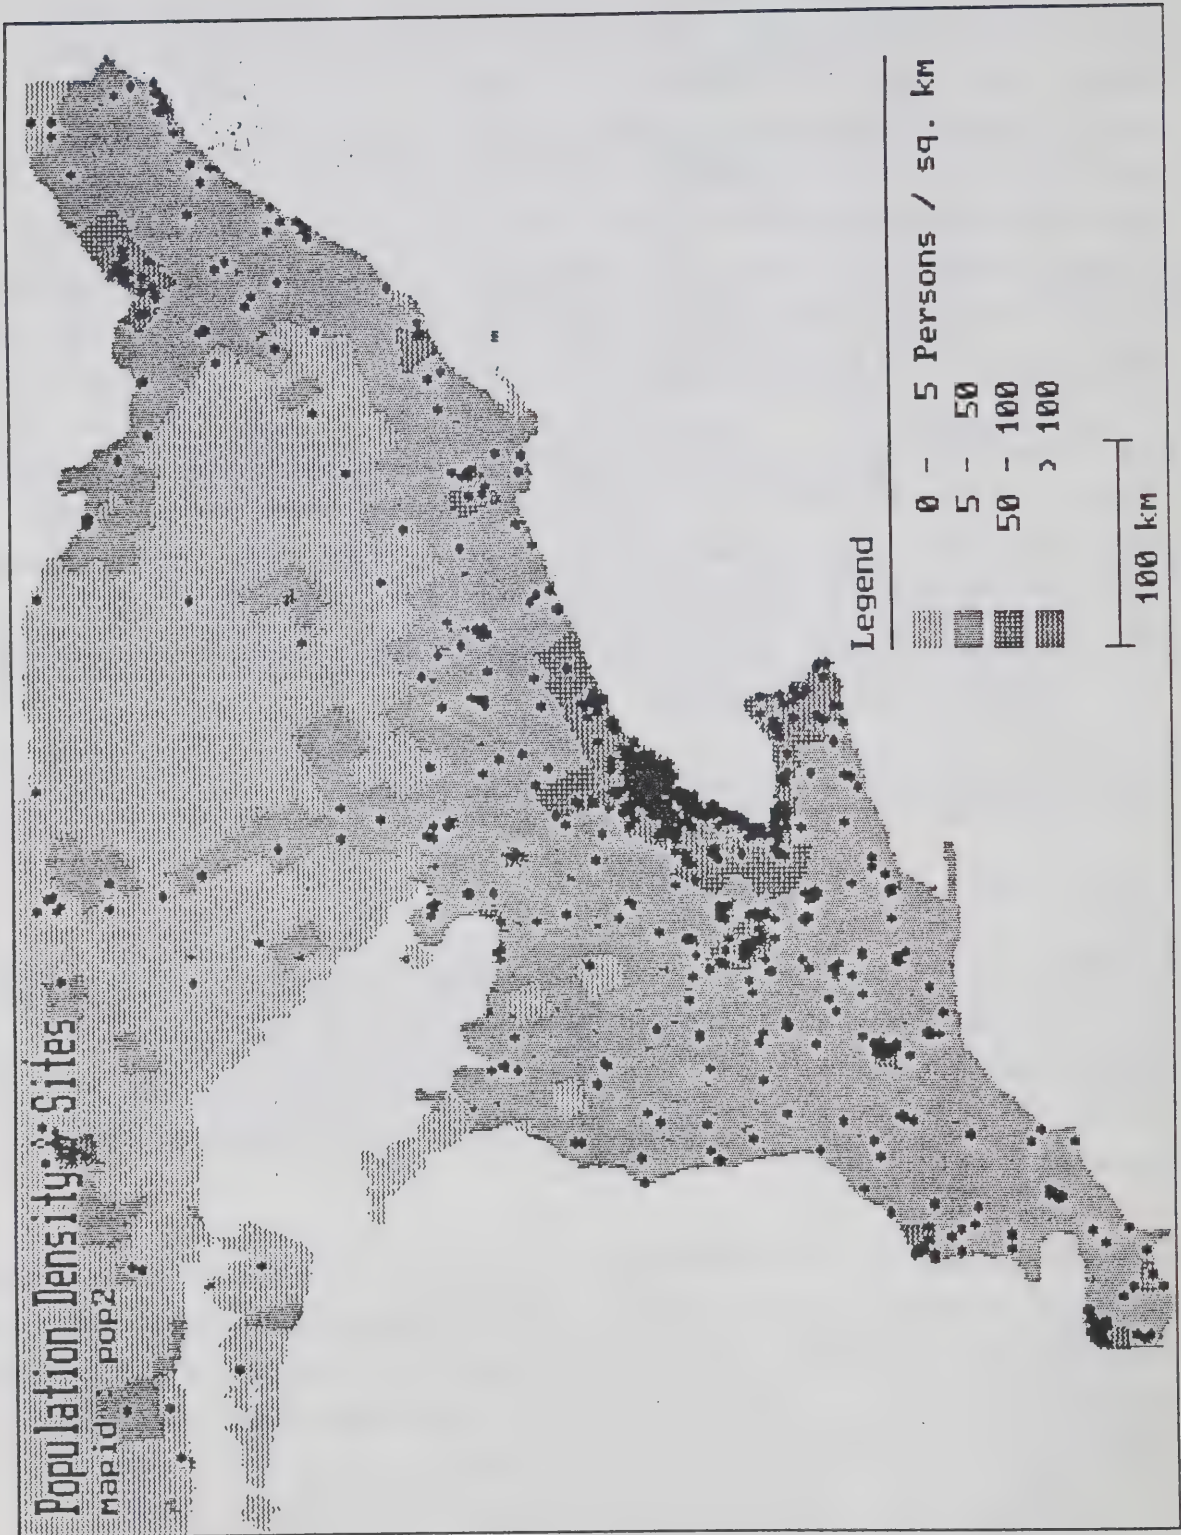 Population Density & Sites
mapid : pop2
Legend
0 - 5 Persons / sq. km
5 - 50
50 - 100
> 100
100 km